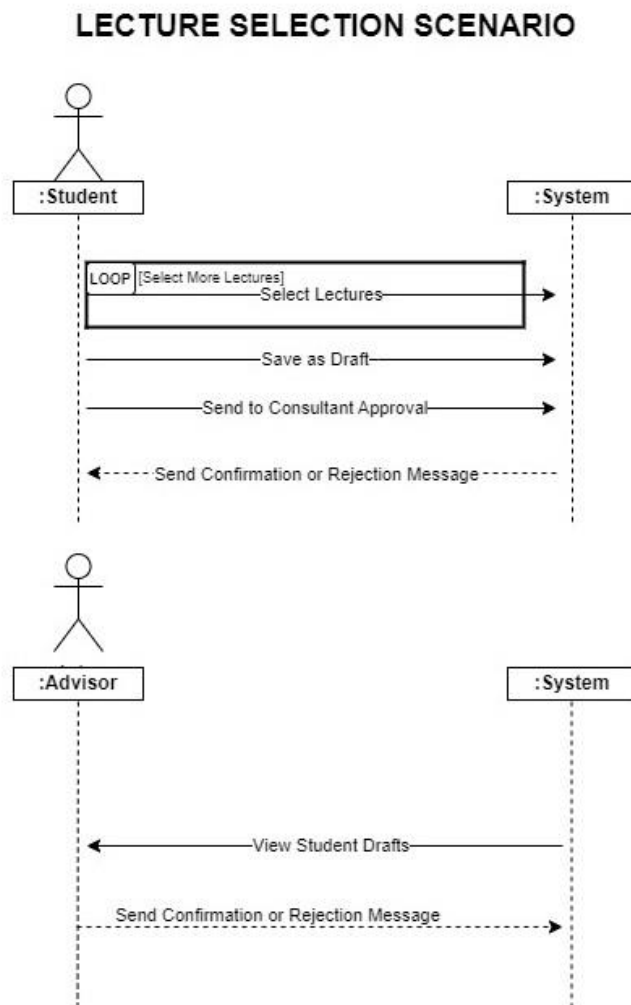 LECTURE SELECTION SCENARIO
:Student
:System
LOOP [Select More Lectures]
Select Lectures
Save as Draft
Send to Consultant Approval
Send Confirmation or Rejection Message
:Advisor
:System
View Student Drafts
Send Confirmation or Rejection Message